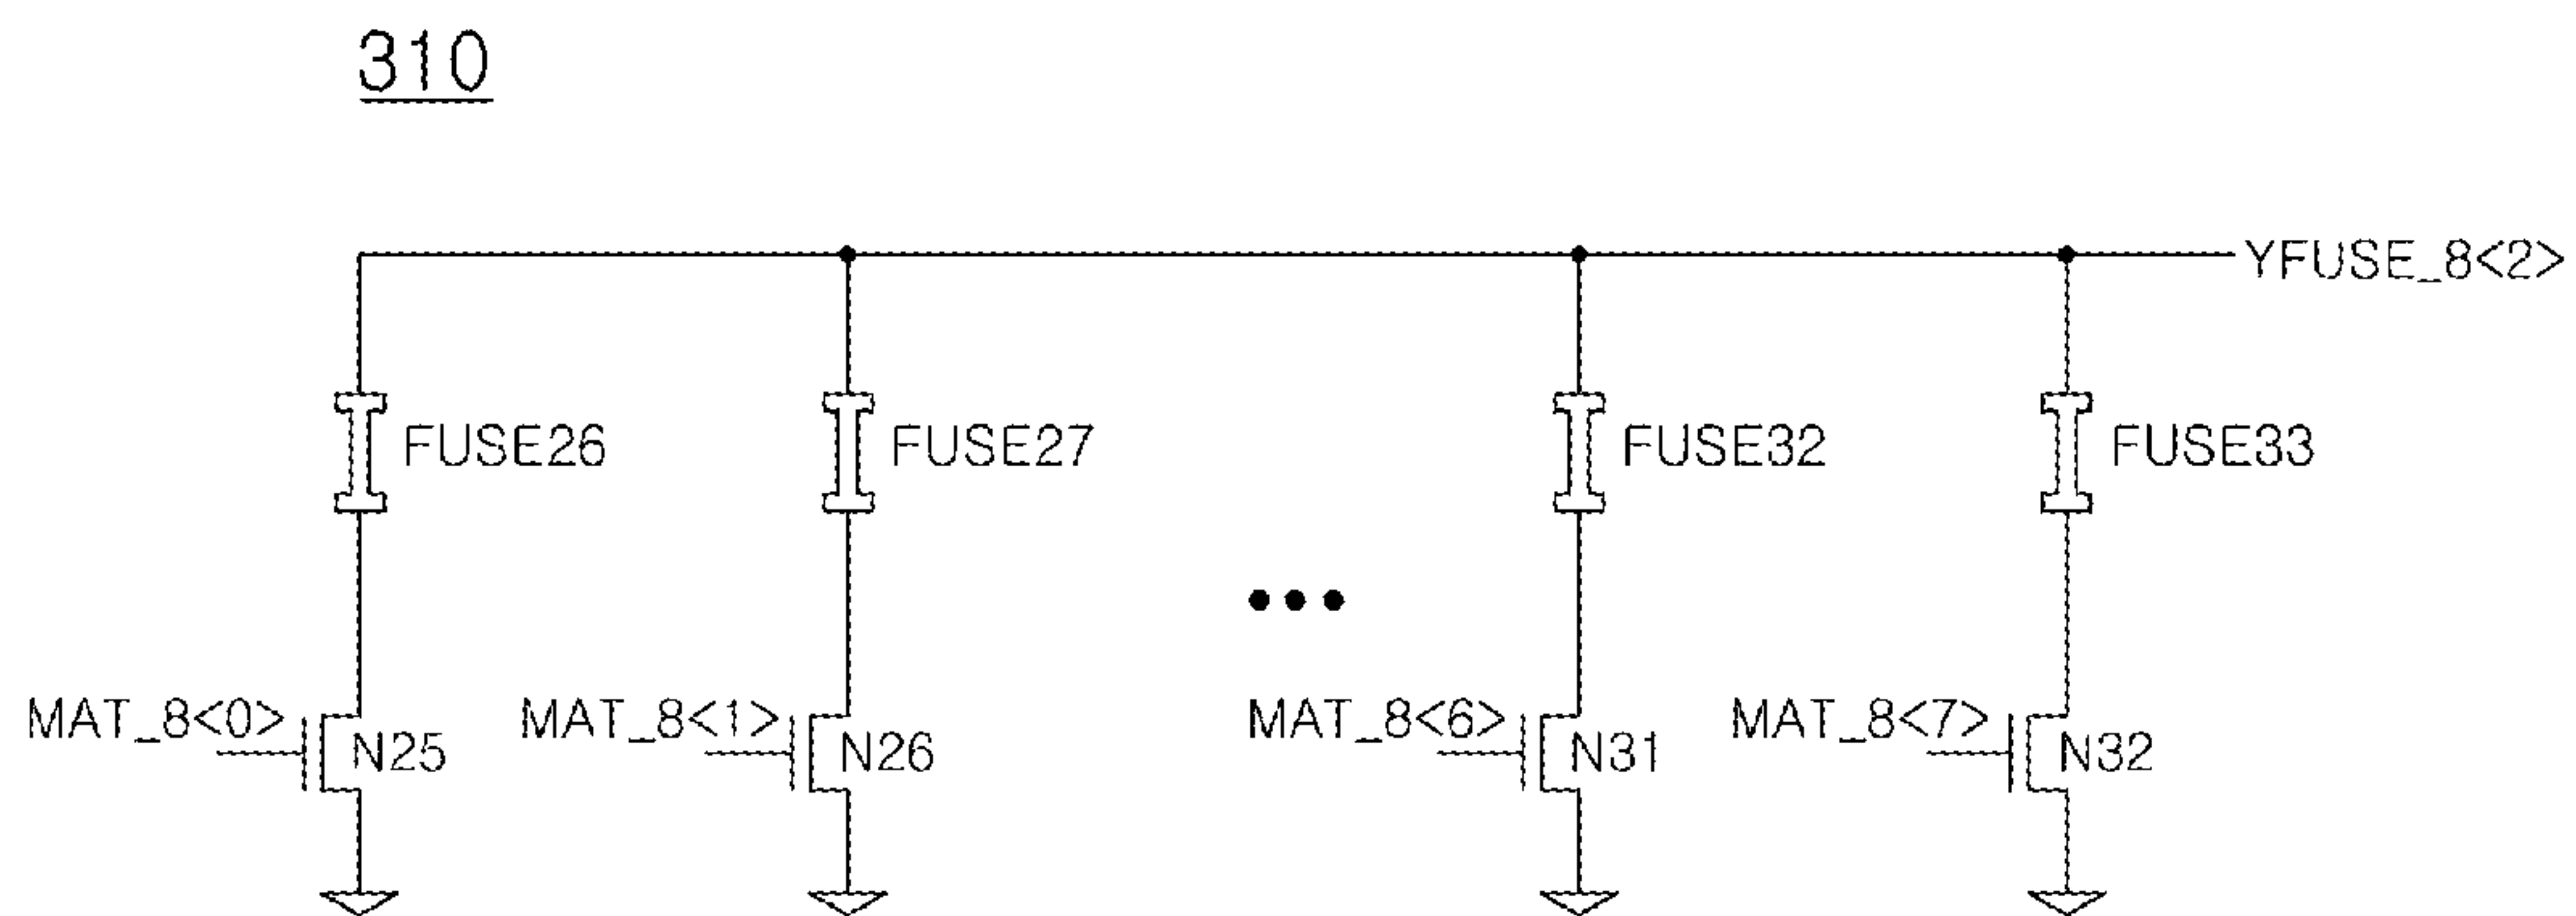 310
YFUSE_8<2>
FUSE26 FUSE27 FUSE32 FUSE33
MAT_8<0> MAT_8<1> MAT_8<6> MAT_8<7>
N25 N26 N31 N32